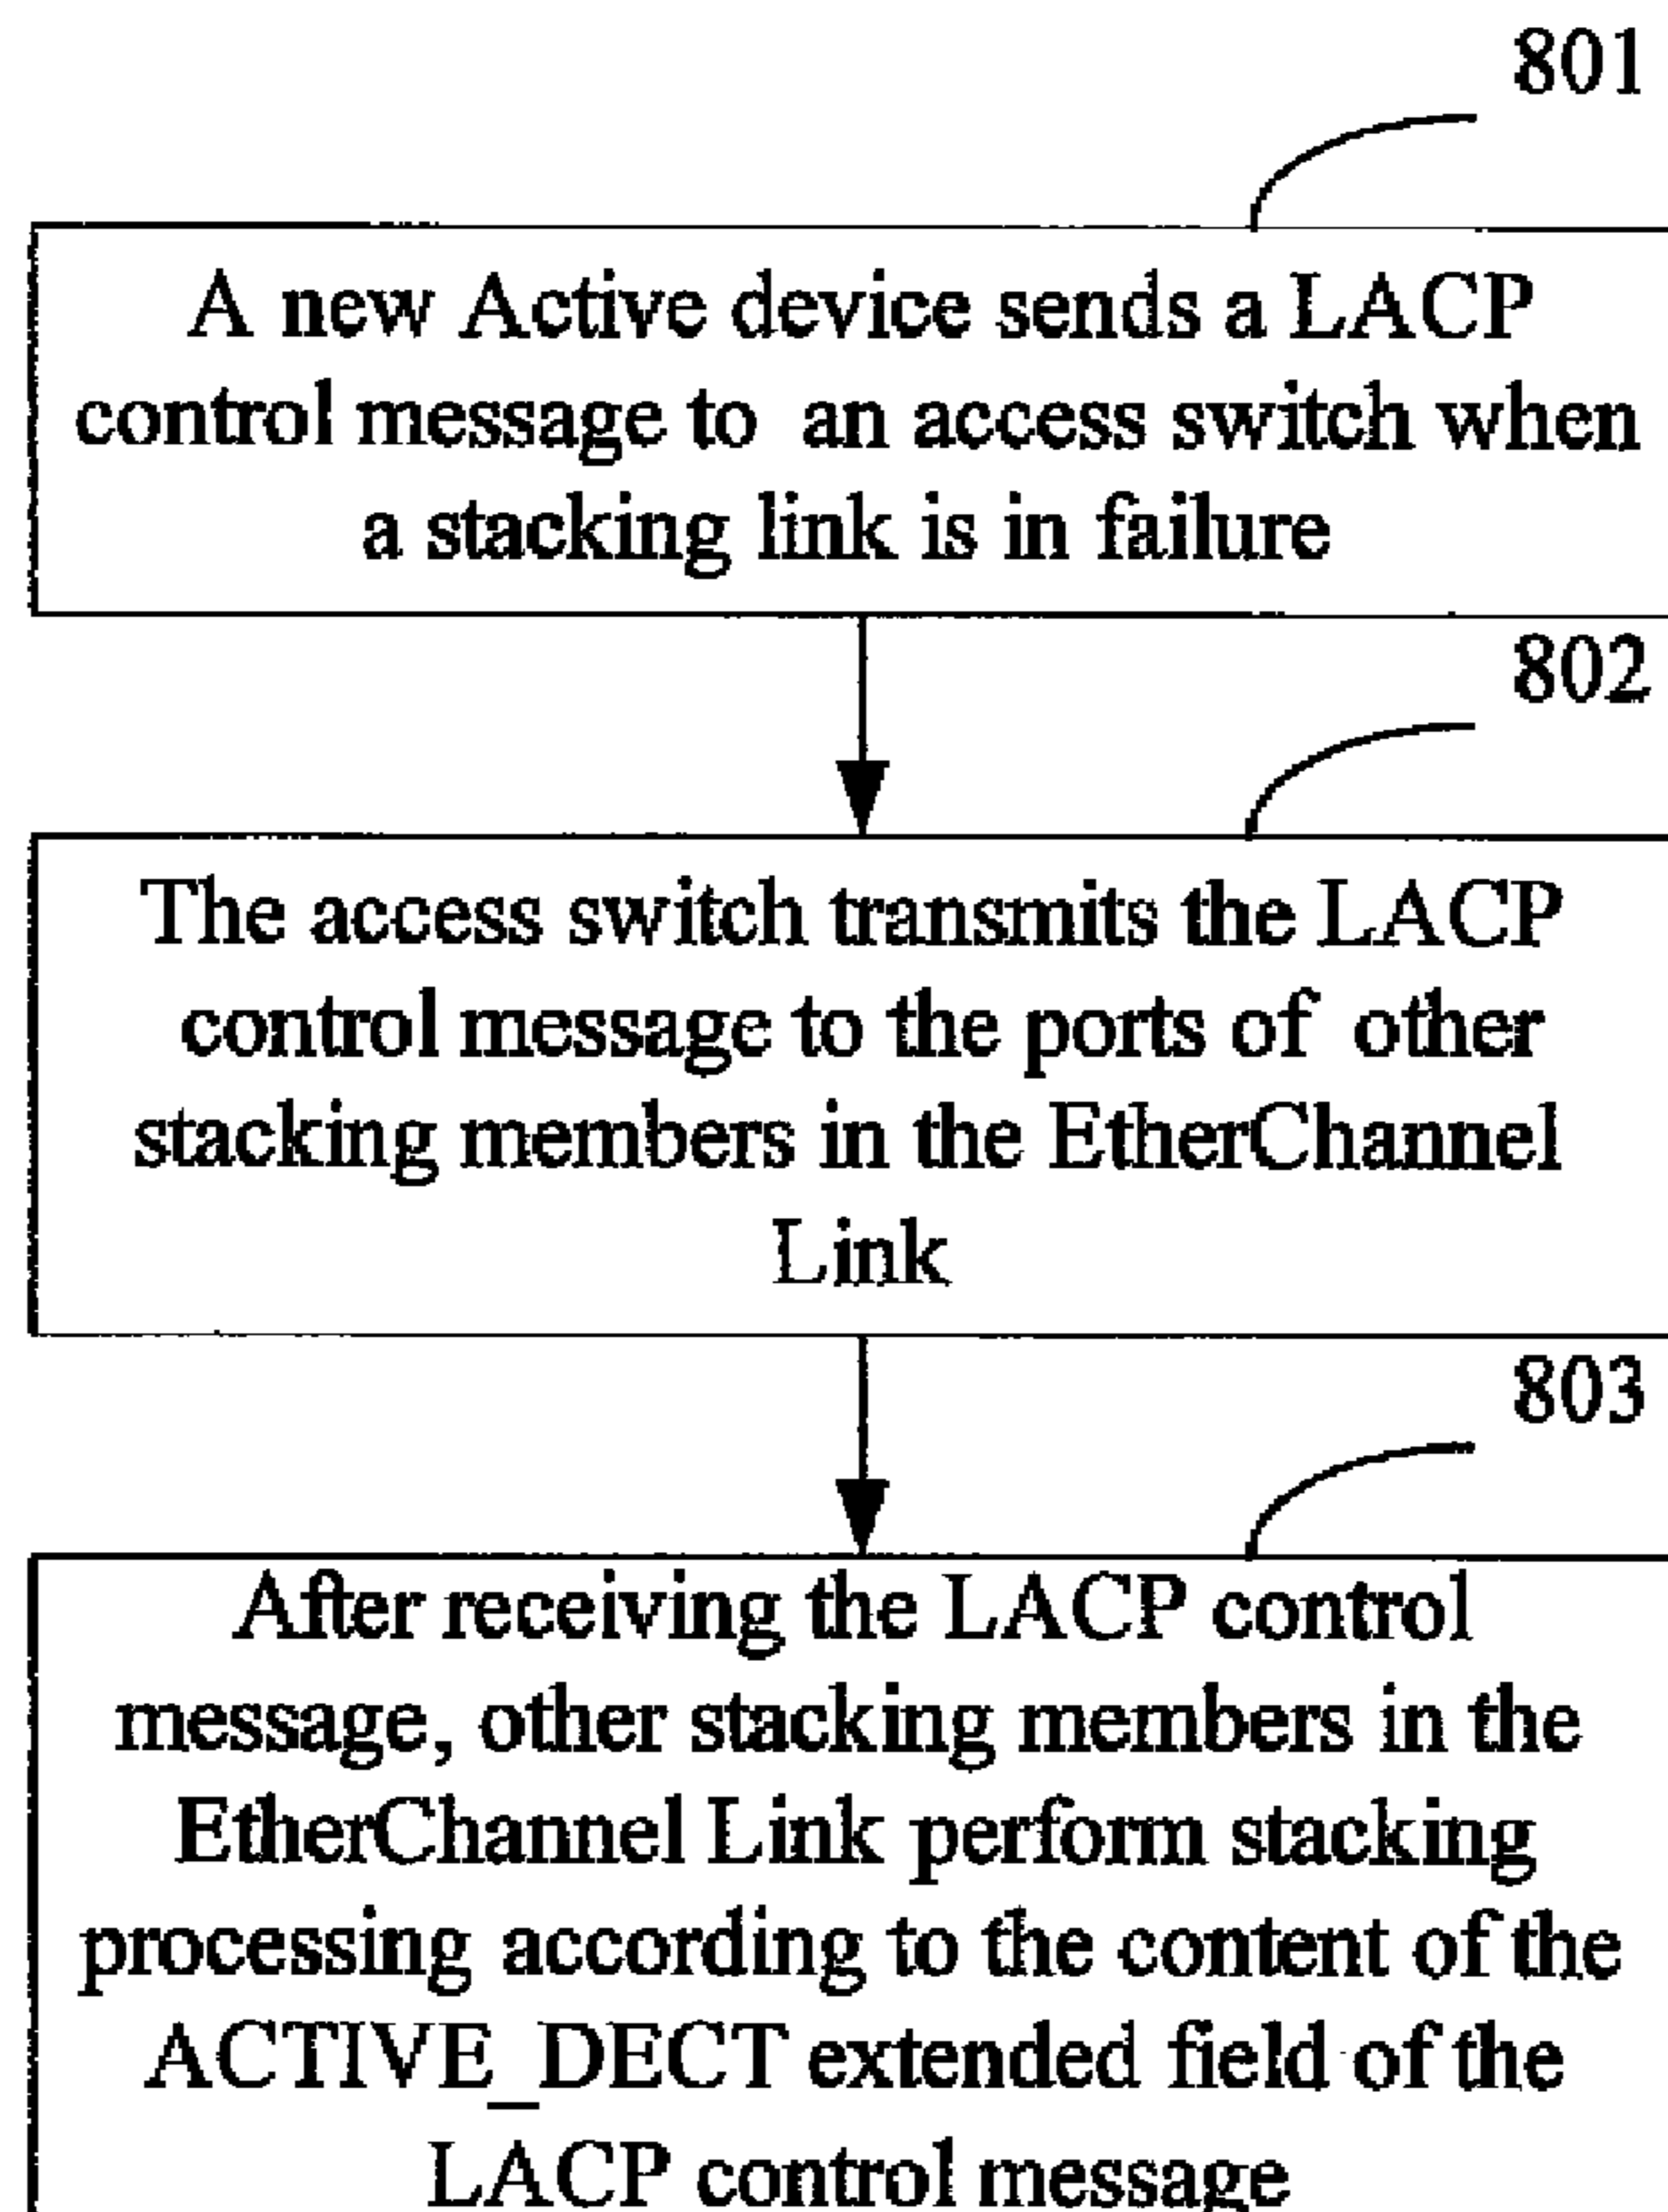 801
A new Active device sends a LACP
control message to an access switch when
a stacking link is in failure
802
The access switch transmits the LACP
control message to the ports of other
stacking members in the EtherChannel
Link
803
After receiving the LACP control
message, other stacking members in the
EtherChannel Link perform stacking
processing according to the content of the
ACTIVE_DECT extended field of the
LACP control message